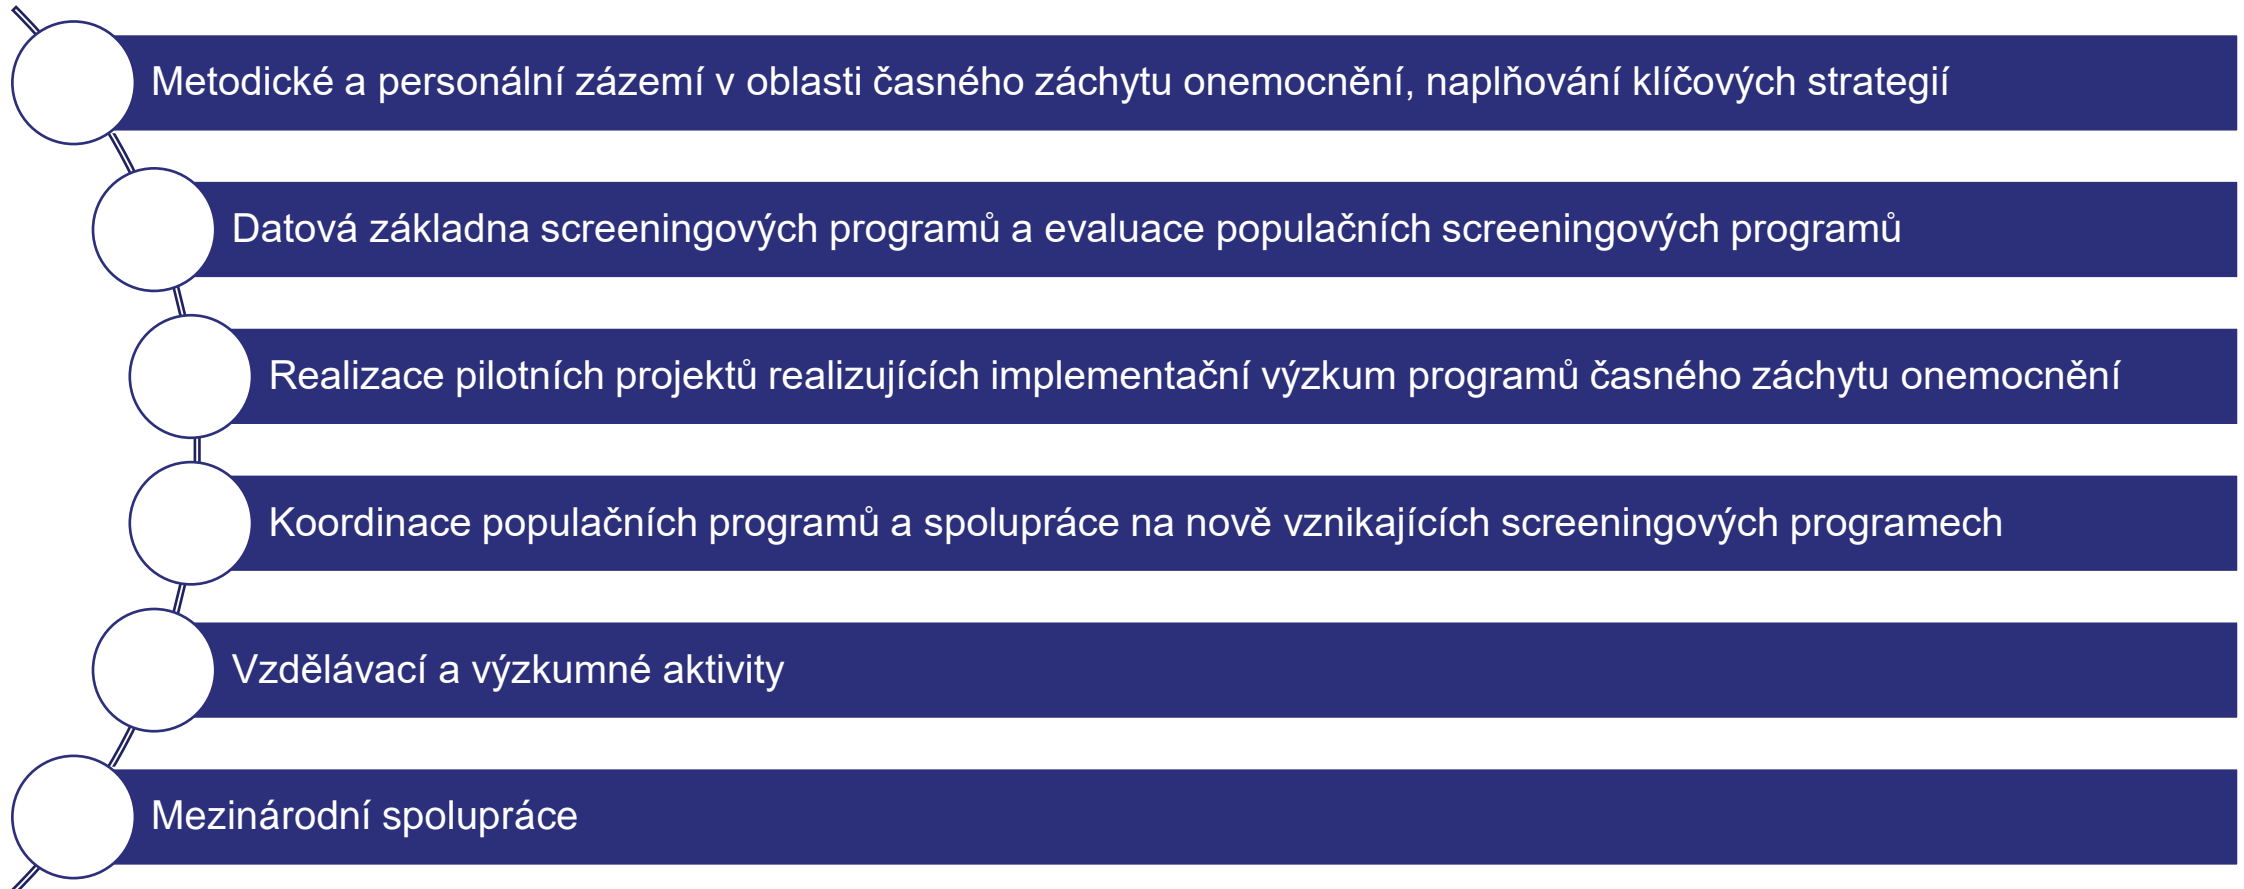 Metodické a personální zázemí v oblasti časného záchytu onemocnění, naplňování klíčových strategií
Datová základna screeningových programů a evaluace populačních screeningových programů
Realizace pilotních projektů realizujících implementační výzkum programů časného záchytu onemocnění
Koordinace populačních programů a spolupráce na nově vznikajících screeningových programech
Vzdělávací a výzkumné aktivity
Mezinárodní spolupráce